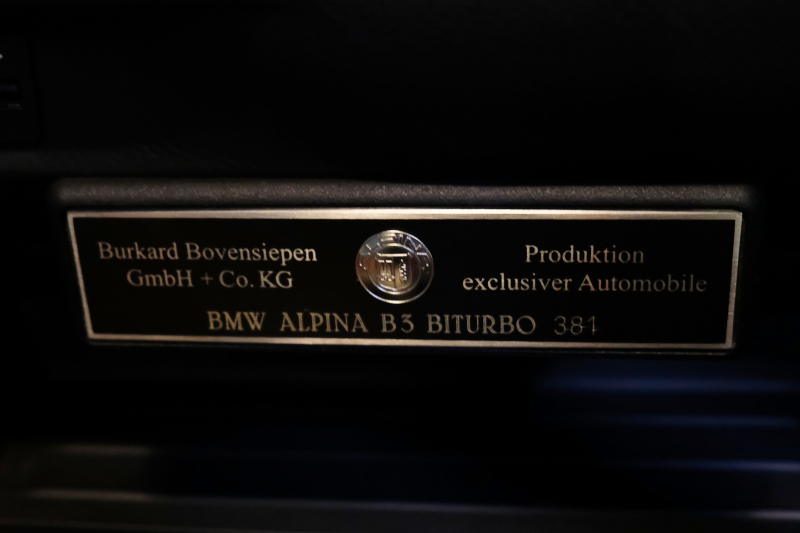 Burkard Bovensiepen
GmbH + Co. KG
Produktion
exclusiver Automobile
BMW ALPINA B3 BITURBO 381